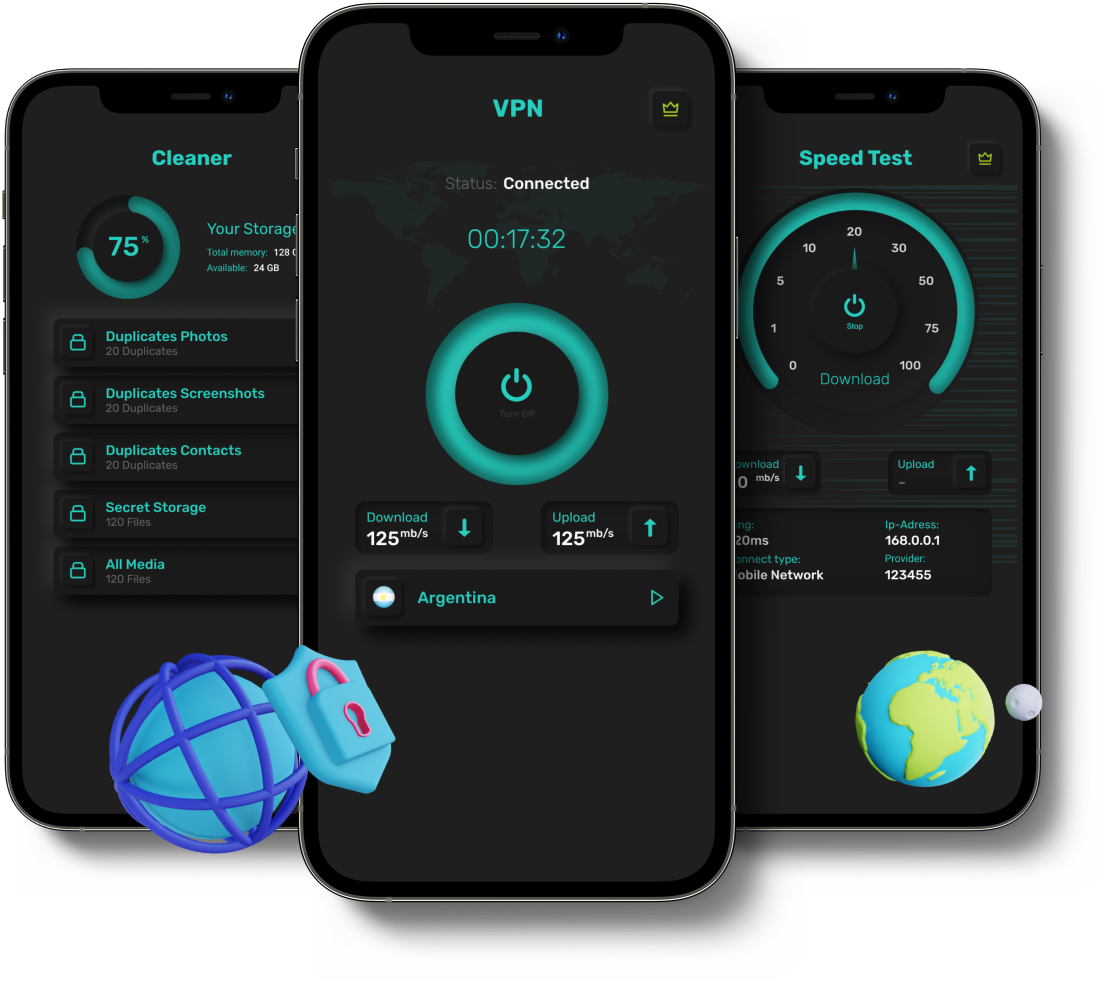 Cleaner
75%
Your Storage
Total memory: 128
Available: 24 GB
Duplicates Photos
20 Duplicates
Duplicates Screenshots
20 Duplicates
Duplicates Contacts
20 Duplicates
Secret Storage
120 Files
All Media
120 Files
VPN
Status: Connected
00:17:32
Turn Off
Download
125 mb/s
Upload
125 mb/s
Argentina
Speed Test
20
10 30
5 50
1 75
0 100
Stop
Download
ownload
0 mb/s
Upload
-
ng:
20ms
Ip-Adress:
168.0.0.1
onnect type:
obile Network
Provider:
123455